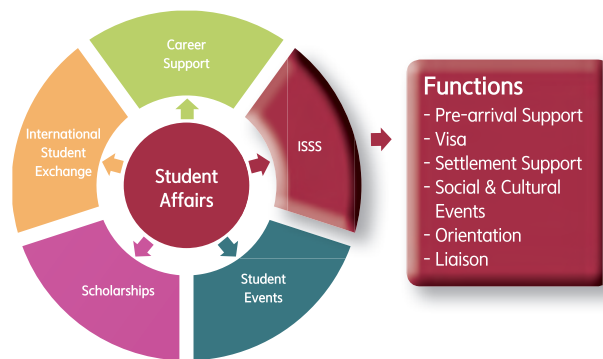 Career
Support
ISSS
International
Student
Exchange
Student
Affairs
Scholarships
Student
Events
Functions
- Pre-arrival Support
- Visa
- Settlement Support
- Social & Cultural
Events
- Orientation
- Liaison